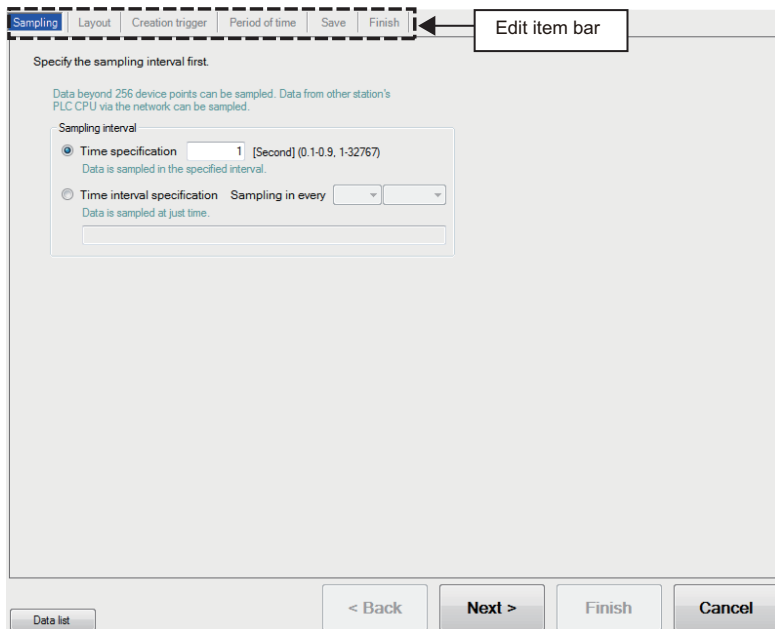 Sampling Layout Creation trigger Period of time Save Finish
Edit item bar
Specify the sampling interval first.
Data beyond 256 device points can be sampled. Data from other station's
PLC CPU via the network can be sampled.
Sampling interval
Time specification 1 [Second] (0.1-0.9, 1-32767)
Data is sampled in the specified interval.
Time interval specification Sampling in every
Data is sampled at just time.
< Back Next > Finish Cancel
Data list